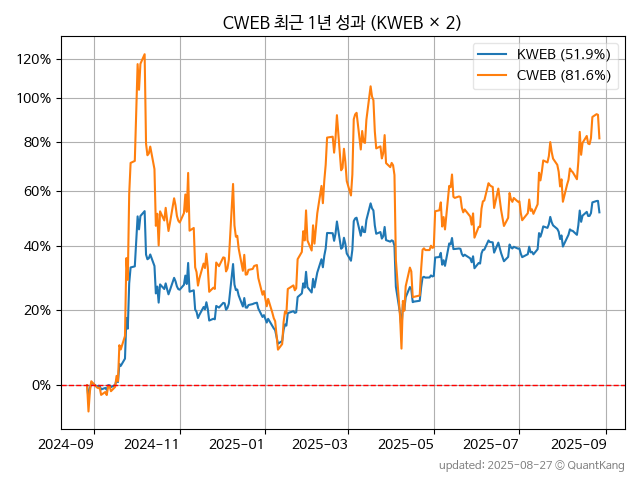 CWEB 최근 1년 성과 (KWEB × 2)
KWEB (51.9%)
CWEB (81.6%)
120%
100%
80%
60%
40%
20%
0%
2024-09 2024-11 2025-01 2025-03 2025-05 2025-07 2025-09
updated: 2025-08-27 © QuantKang